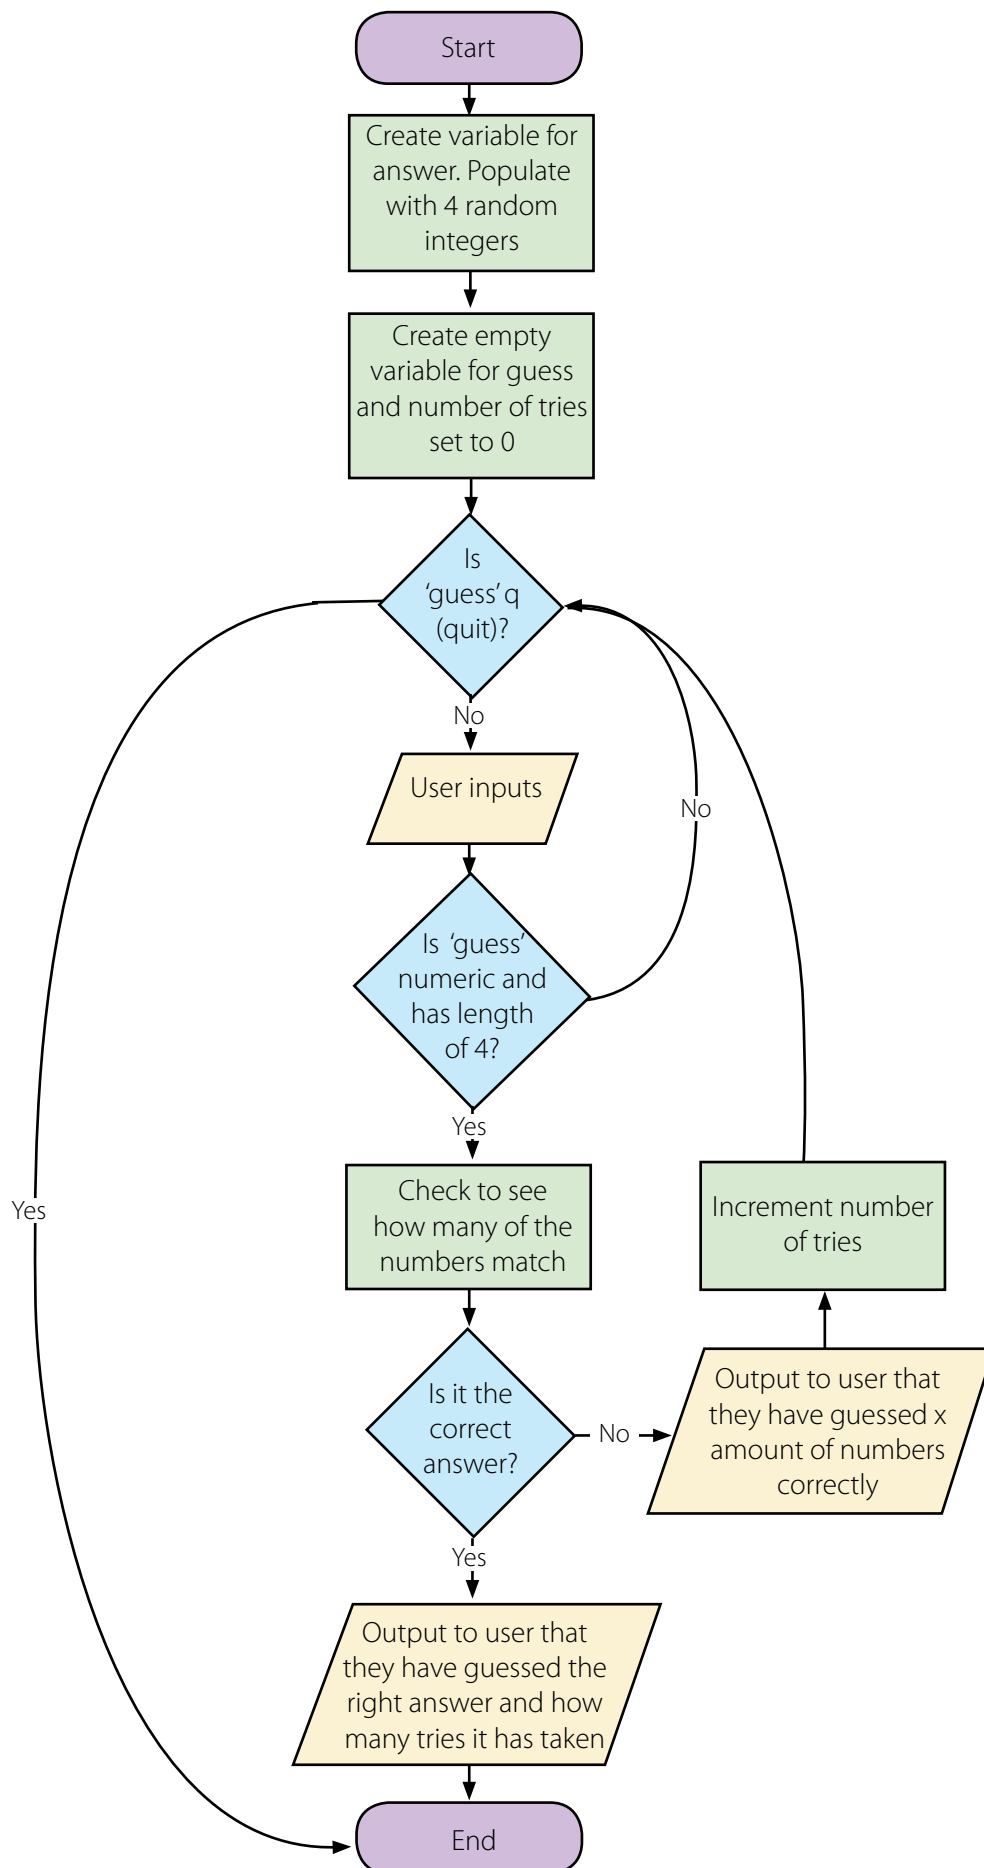 Start
Create variable for
answer. Populate
with 4 random
integers
Create empty
variable for guess
and number of tries
set to 0
Is
‘guess’ q
(quit)?
No
User inputs
No
Is ‘guess’
numeric and
has length
of 4?
Yes
Yes
Check to see
how many of the
numbers match
Increment number
of tries
Is it the
correct
answer?
No
Output to user that
they have guessed x
amount of numbers
correctly
Yes
Output to user that
they have guessed the
right answer and how
many tries it has taken
End